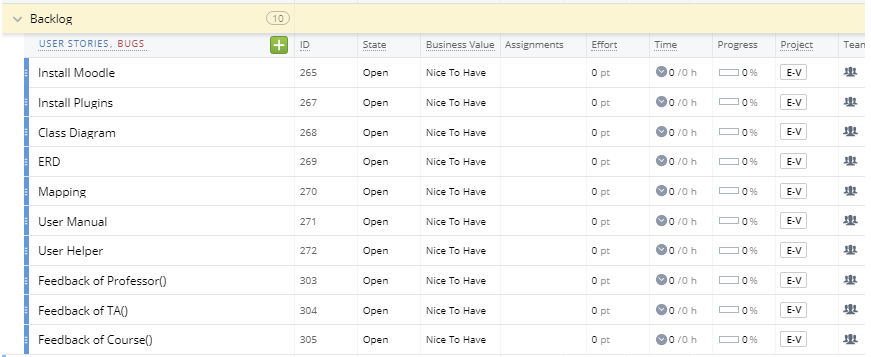 Backlog 10
USER STORIES, BUGS + ID State Business Value Assignments Effort Time Progress Project Team
Install Moodle 265 Open Nice To Have 0 pt 0 / 0 h 0 % E-V
Install Plugins 267 Open Nice To Have 0 pt 0 / 0 h 0 % E-V
Class Diagram 268 Open Nice To Have 0 pt 0 / 0 h 0 % E-V
ERD 269 Open Nice To Have 0 pt 0 / 0 h 0 % E-V
Mapping 270 Open Nice To Have 0 pt 0 / 0 h 0 % E-V
User Manual 271 Open Nice To Have 0 pt 0 / 0 h 0 % E-V
User Helper 272 Open Nice To Have 0 pt 0 / 0 h 0 % E-V
Feedback of Professor() 303 Open Nice To Have 0 pt 0 / 0 h 0 % E-V
Feedback of TA() 304 Open Nice To Have 0 pt 0 / 0 h 0 % E-V
Feedback of Course() 305 Open Nice To Have 0 pt 0 / 0 h 0 % E-V